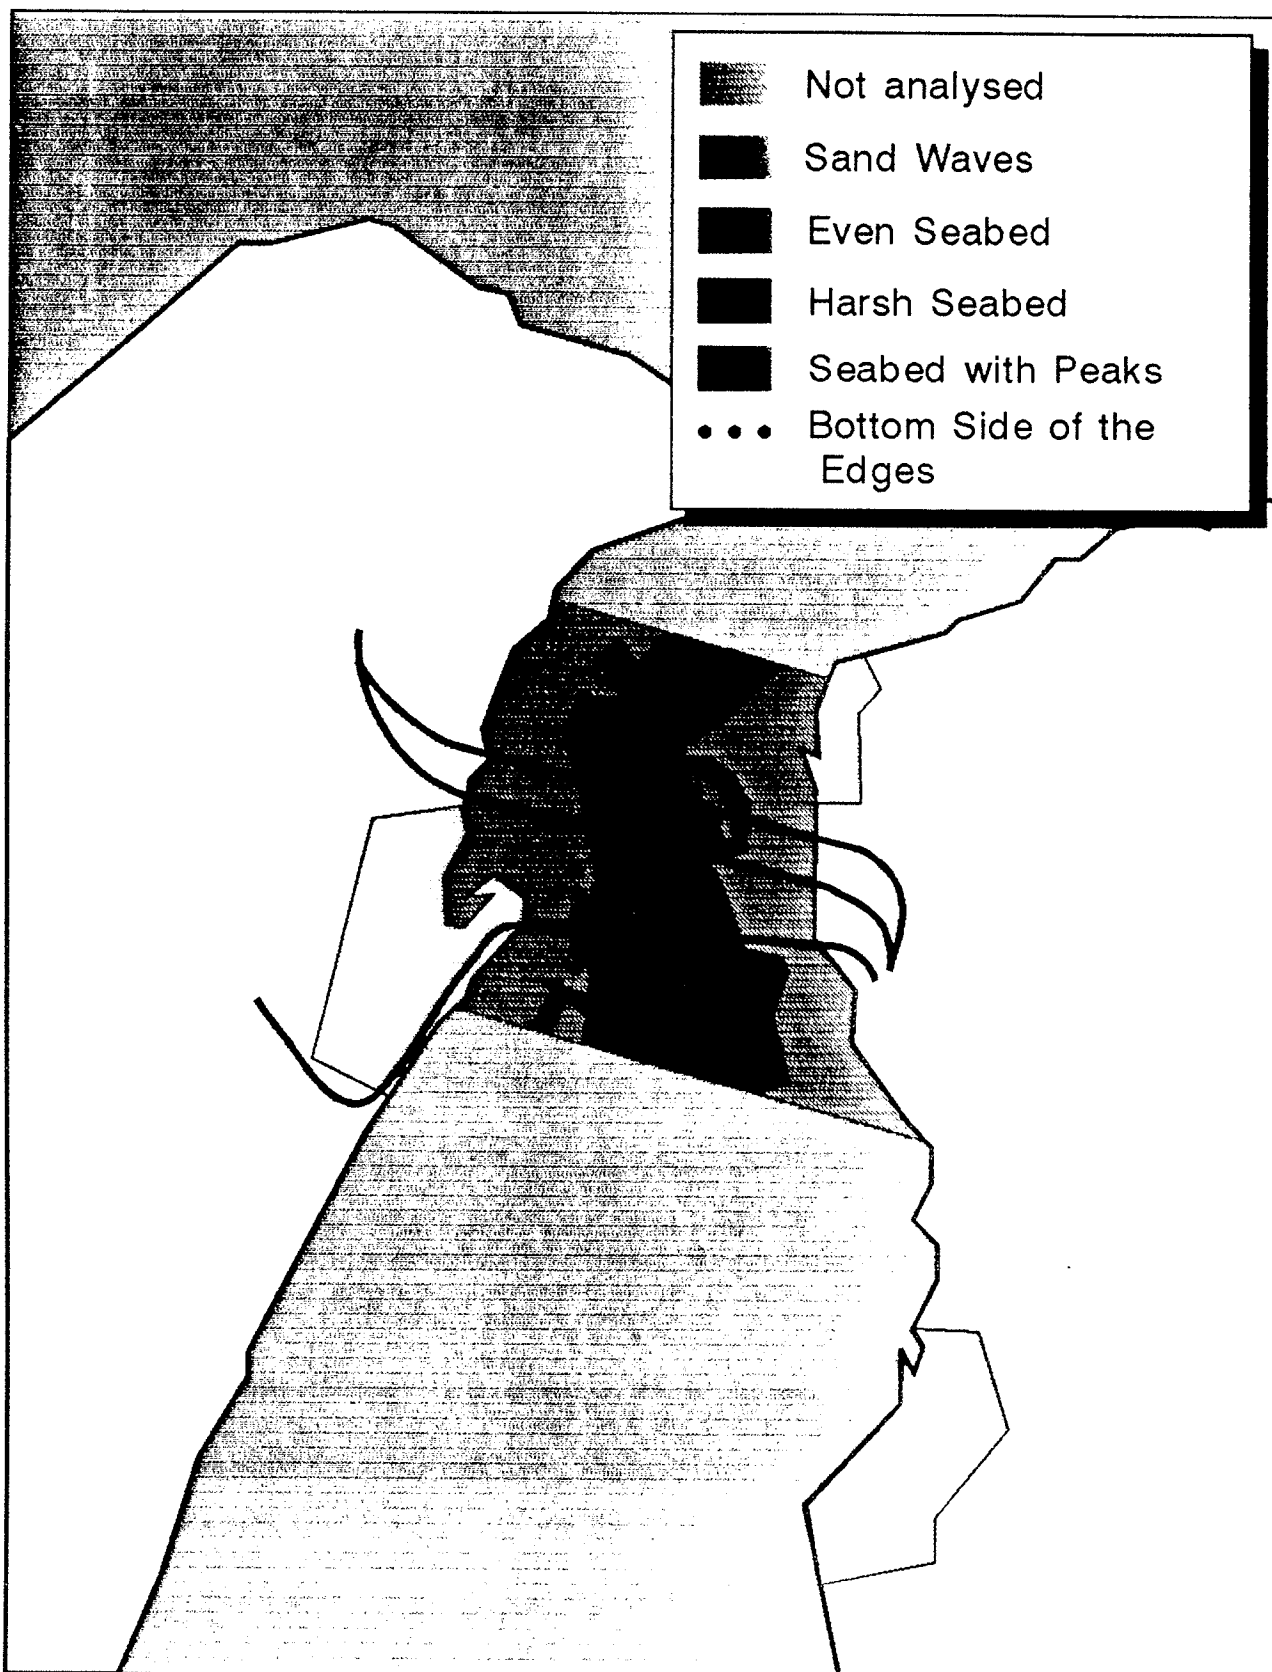 Not analysed
Sand Waves
Even Seabed
Harsh Seabed
Seabed with Peaks
Bottom Side of the
Edges